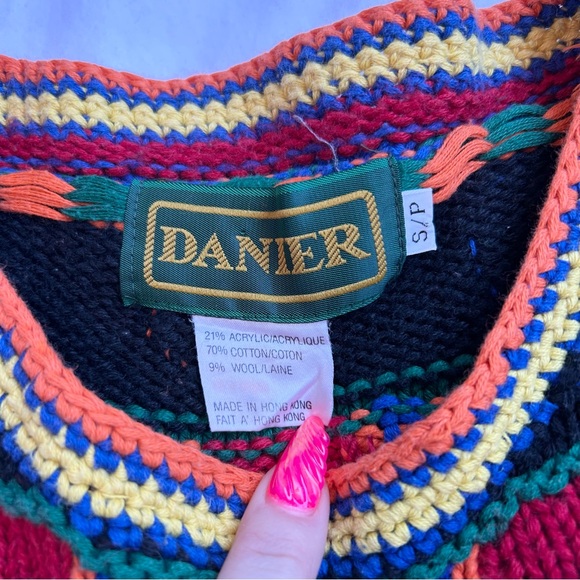 DANIER
S/P
21% ACRYLIC/ACRYLIQUE
70% COTTON/COTON
9% WOOL/LAINE
MADE IN HONG KONG
FAIT A' HONG KONG